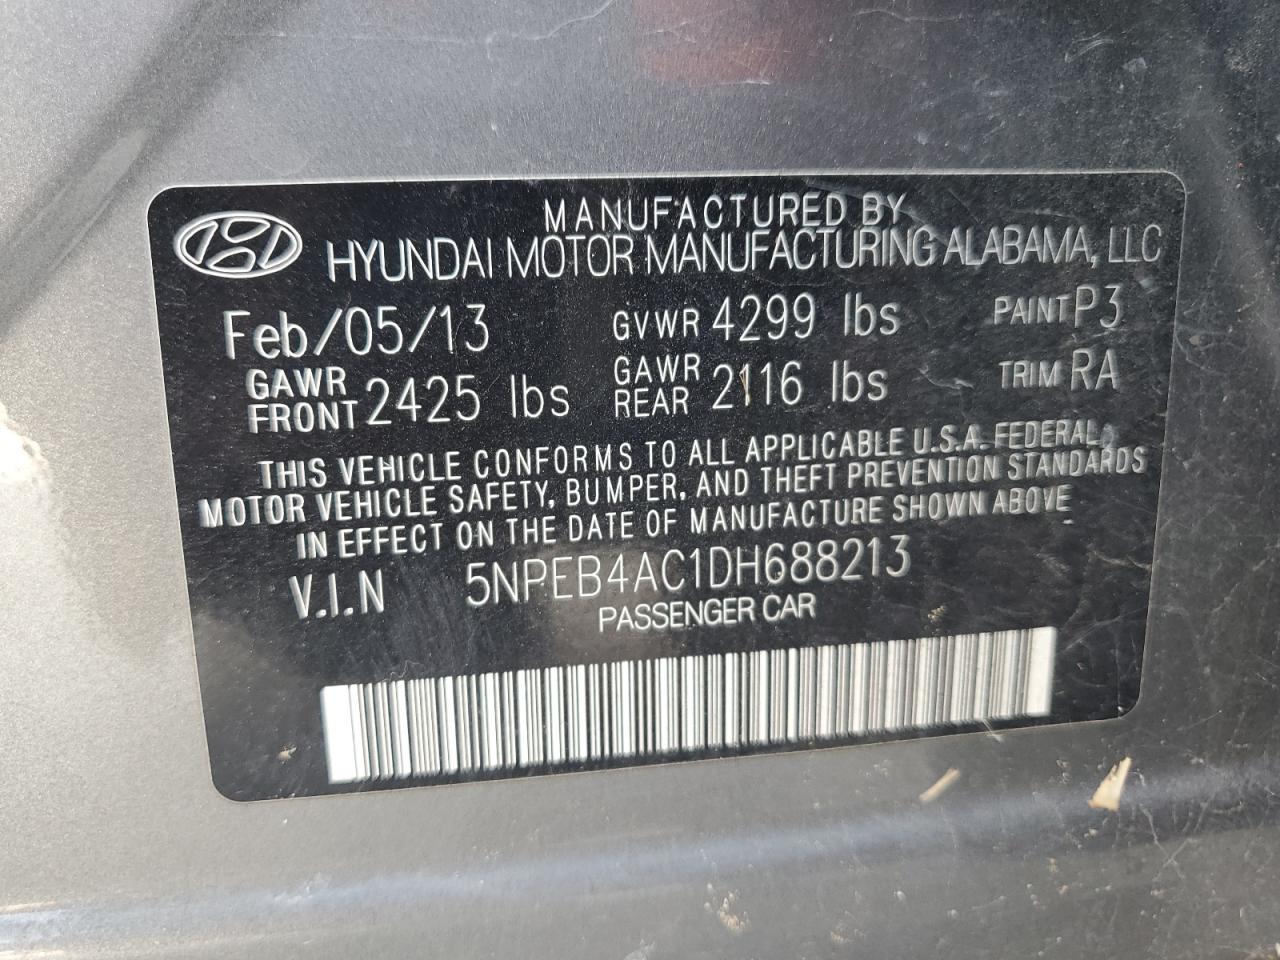 MANUFACTURED BY
HYUNDAI MOTOR MANUFACTURING ALABAMA, LLC
Feb/05/13 GVWR 4299 lbs PAINT P3
GAWR FRONT 2425 lbs GAWR REAR 2116 lbs TRIM RA
THIS VEHICLE CONFORMS TO ALL APPLICABLE U.S.A. FEDERAL
MOTOR VEHICLE SAFETY, BUMPER, AND THEFT PREVENTION STANDARDS
IN EFFECT ON THE DATE OF MANUFACTURE SHOWN ABOVE
V.I.N 5NPEB4AC1DH688213
PASSENGER CAR